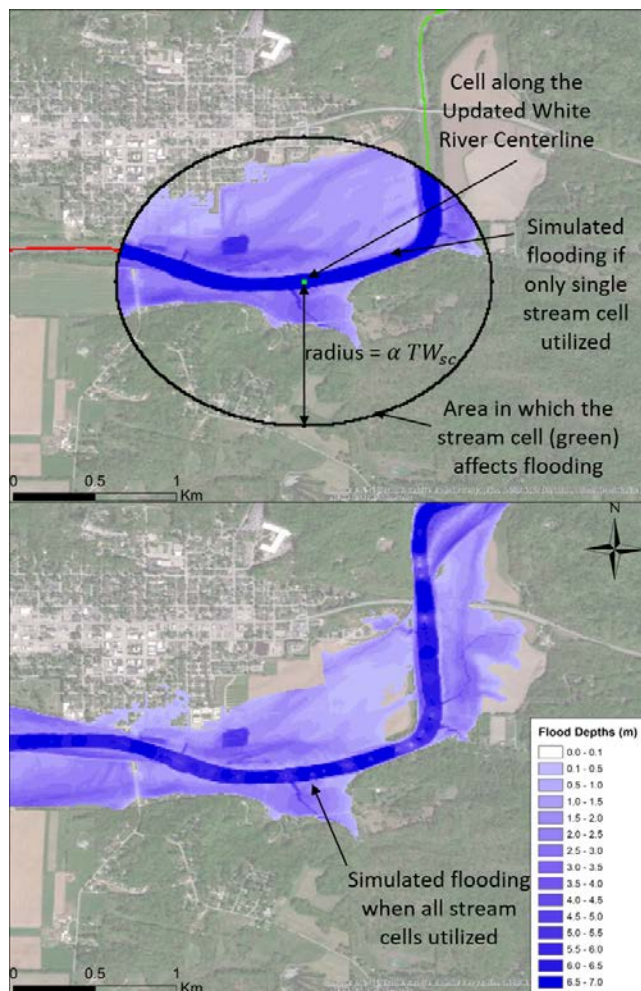 Cell along the
Updated White
River Centerline
Simulated
flooding if
only single
stream cell
utilized
radius = α TWsc
Area in which the
stream cell (green)
affects flooding
0 0.5 1
Km
N
Flood Depths (m)
0.0 - 0.1
0.1 - 0.5
0.5 - 1.0
1.0 - 1.5
1.5 - 2.0
2.0 - 2.5
2.5 - 3.0
3.0 - 3.5
3.5 - 4.0
4.0 - 4.5
4.5 - 5.0
5.0 - 5.5
5.5 - 6.0
6.0 - 6.5
6.5 - 7.0
Simulated flooding
when all stream
cells utilized
0 0.5 1
Km